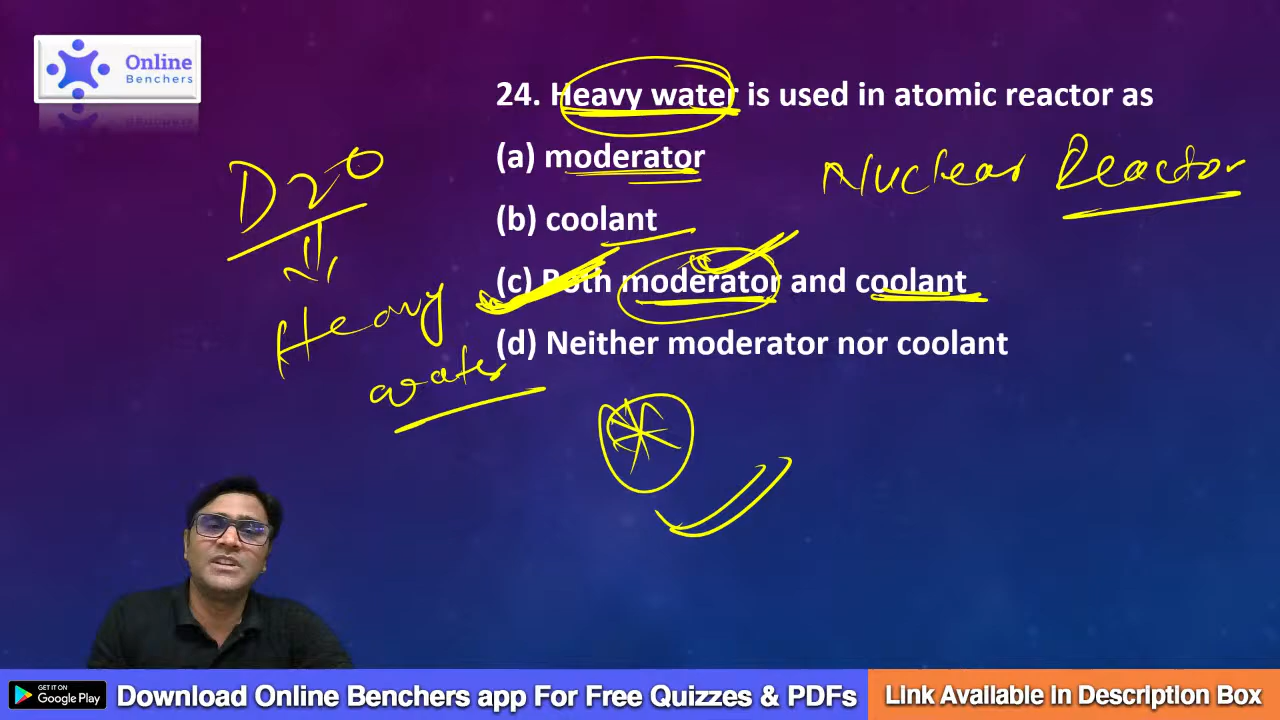 Online
Benchers
24. Heavy water is used in atomic reactor as
(a) moderator
Nuclear Reactor
D2O
(b) coolant
(c) Both moderator and coolant
Heavy
water
(d) Neither moderator nor coolant
GET IT ON
Google Play
Download Online Benchers app For Free Quizzes & PDFs
Link Available In Description Box